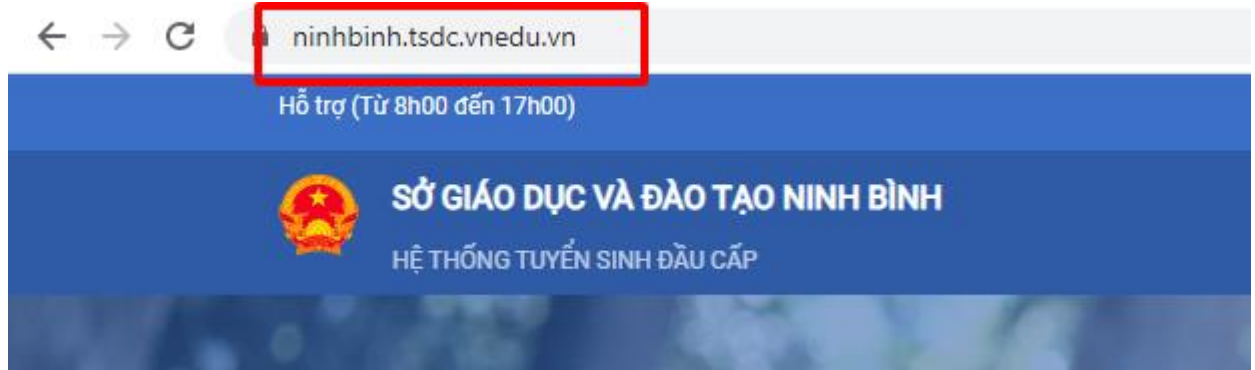 ninhbinh.tsdc.vnedu.vn
Hỗ trợ (Từ 8h00 đến 17h00)
SỞ GIÁO DỤC VÀ ĐÀO TẠO NINH BÌNH
HỆ THỐNG TUYỂN SINH ĐẦU CẤP